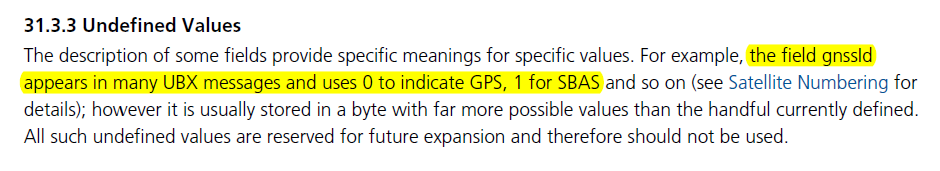 31.3.3 Undefined Values
The description of some fields provide specific meanings for specific values. For example, the field gnssId
appears in many UBX messages and uses 0 to indicate GPS, 1 for SBAS and so on (see Satellite Numbering for
details); however it is usually stored in a byte with far more possible values than the handful currently defined.
All such undefined values are reserved for future expansion and therefore should not be used.